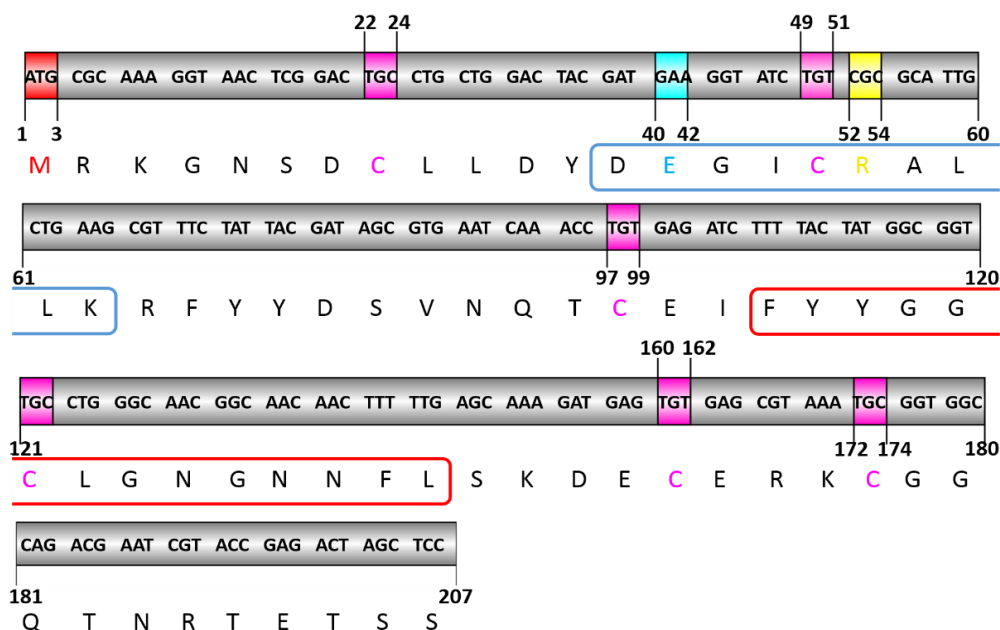 22 24 49 51
ATG CGC AAA GGT AAC TCG GAC TGC CTG CTG GAC TAC GAT GAA GGT ATC TGT CGC GCA TTG
1 3 40 42 52 54 60
M R K G N S D C L L D Y D E G I C R A L
CTG AAG CGT TTC TAT TAC GAT AGC GTG AAT CAA ACC TGT GAG ATC TTT TAC TAT GGC GGT
61 97 99 120
L K R F Y Y D S V N Q T C E I F Y Y G G
160 162
TGC CTG GGC AAC GGC AAC AAC TTT TTG AGC AAA GAT GAG TGT GAG CGT AAA TGC GGT GGC
121 172 174 180
C L G N G N N F L S K D E C E R K C G G
CAG ACG AAT CGT ACC GAG ACT AGC TCC
181 207
Q T N R T E T S S